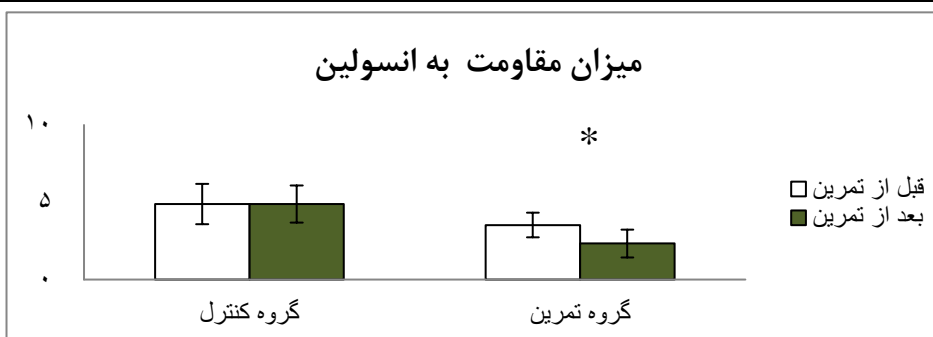 میزان مقاومت به انسولین
۱۰
*
۵
۰
قبل از تمرین
بعد از تمرین
گروه کنترل
گروه تمرین